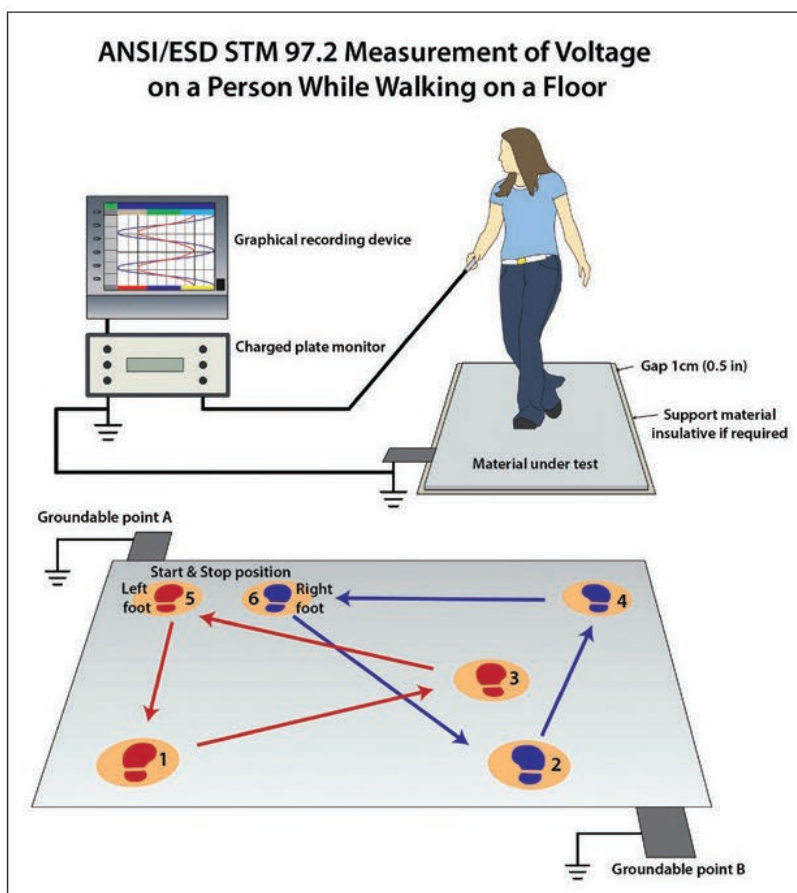 ANSI/ESD STM 97.2 Measurement of Voltage
on a Person While Walking on a Floor
Graphical recording device
Charged plate monitor
Gap 1cm (0.5 in)
Support material
insulative if required
Material under test
Groundable point A
Start & Stop position
Left
foot
5
6
Right
foot
4
3
1
2
Groundable point B